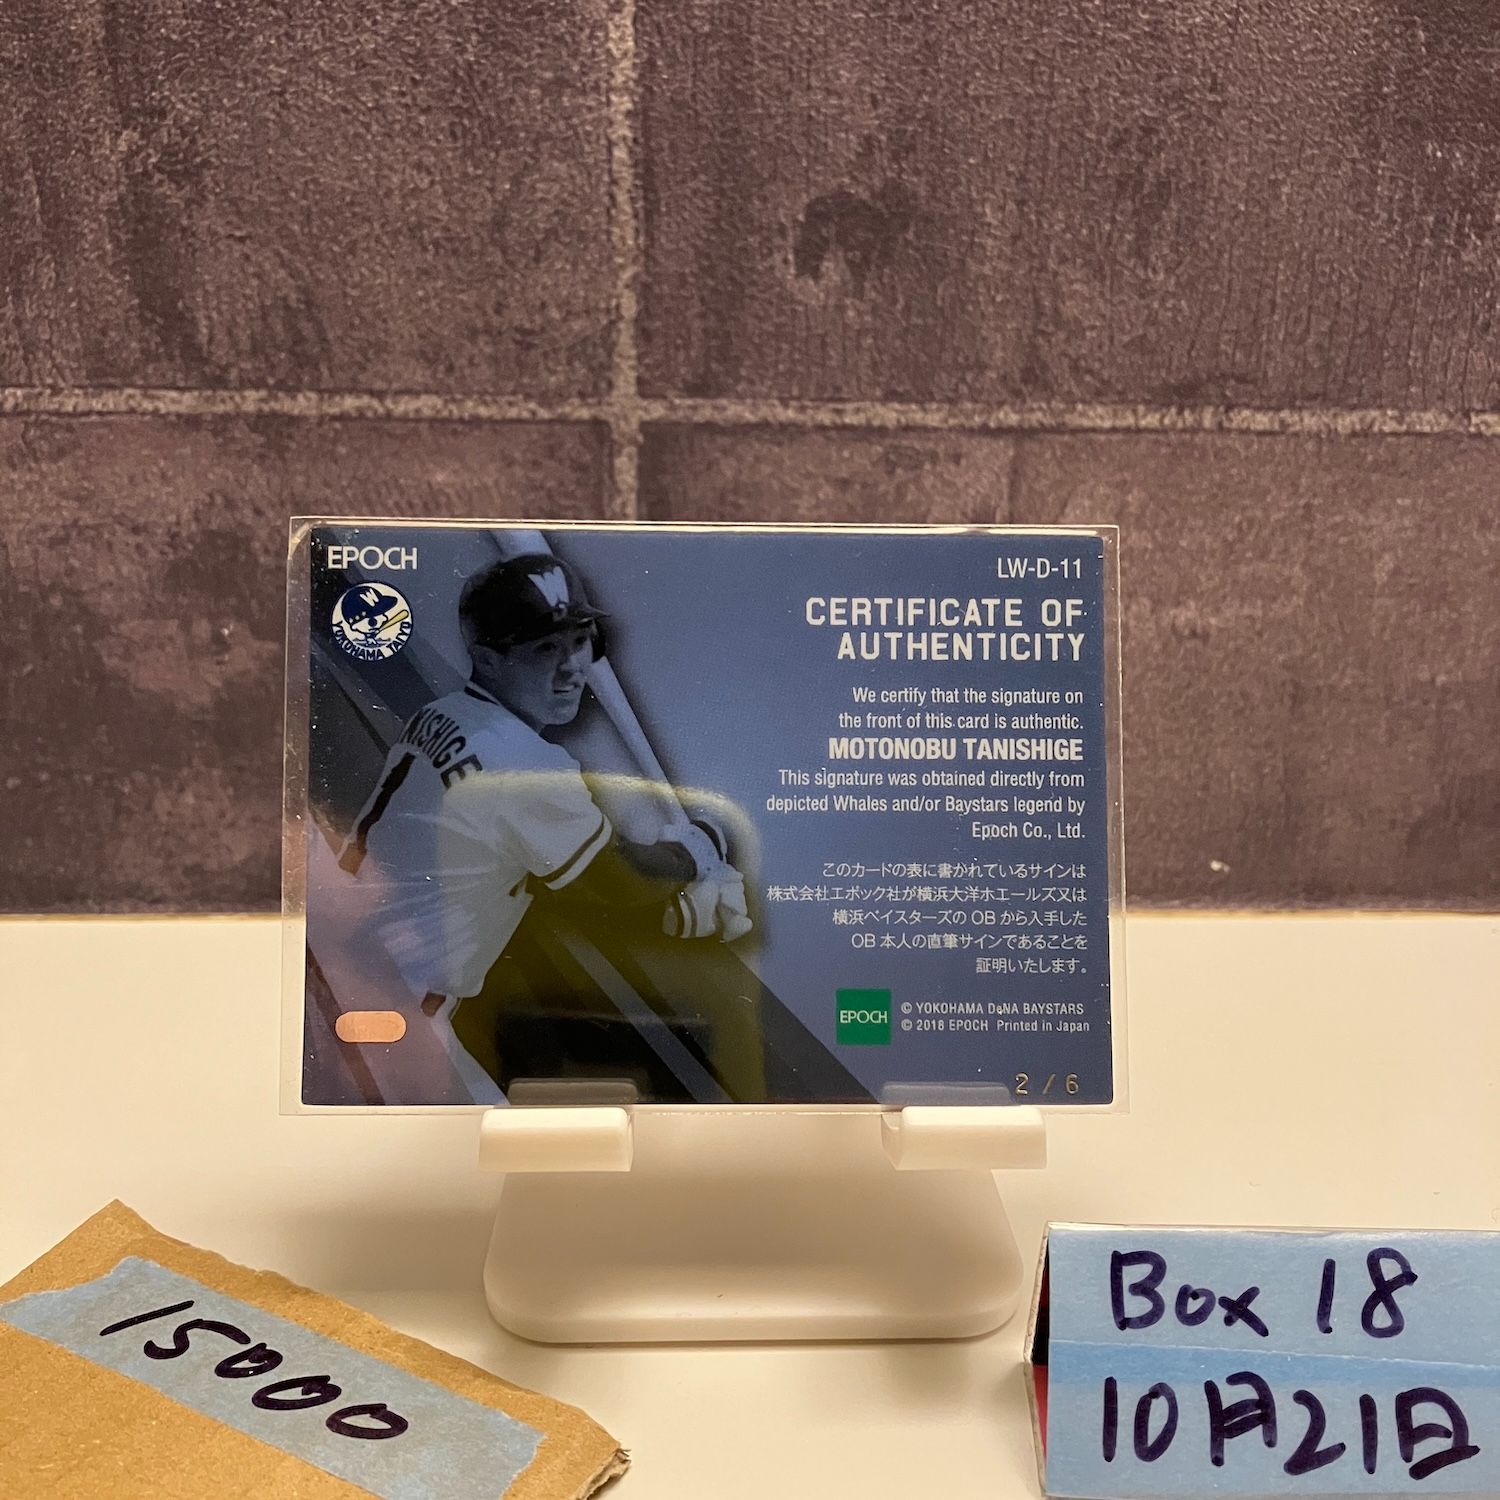 EPOCH
W
YOKOHAMA TAIYO
W
NISHIGE
LW-D-11
CERTIFICATE OF
AUTHENTICITY
We certify that the signature on
the front of this card is authentic.
MOTONOBU TANISHIGE
This signature was obtained directly from
depicted Whales and/or Baystars legend by
Epoch Co., Ltd.
このカードの表に書かれているサインは
株式会社エポック社が横浜大洋ホエールズ又は
横浜ベイスターズの OB から入手した
OB 本人の直筆サインであることを
証明いたします。
EPOCH
© YOKOHAMA DeNA BAYSTARS
© 2018 EPOCH Printed in Japan
2/6
15000
Box 18
10月21日